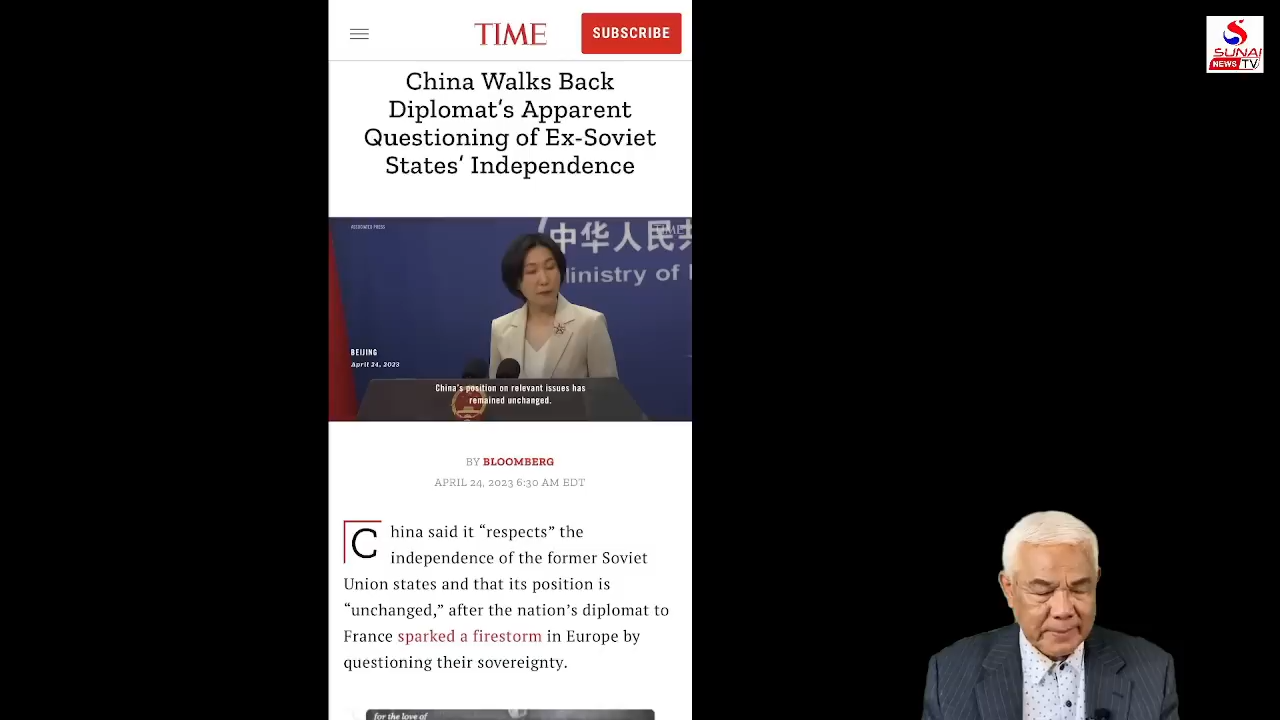 TIME
SUBSCRIBE
SUNAI
NEWS TV
China Walks Back
Diplomat's Apparent
Questioning of Ex-Soviet
States' Independence
ASSOCIATED PRESS
TIME
中华人民共
Ministry of
BEIJING
April 24, 2023
China's position on relevant issues has
remained unchanged.
BY BLOOMBERG
APRIL 24, 2023 6:30 AM EDT
China said it “respects” the
independence of the former Soviet
Union states and that its position is
“unchanged,” after the nation’s diplomat to
France sparked a firestorm in Europe by
questioning their sovereignty.
for the love of